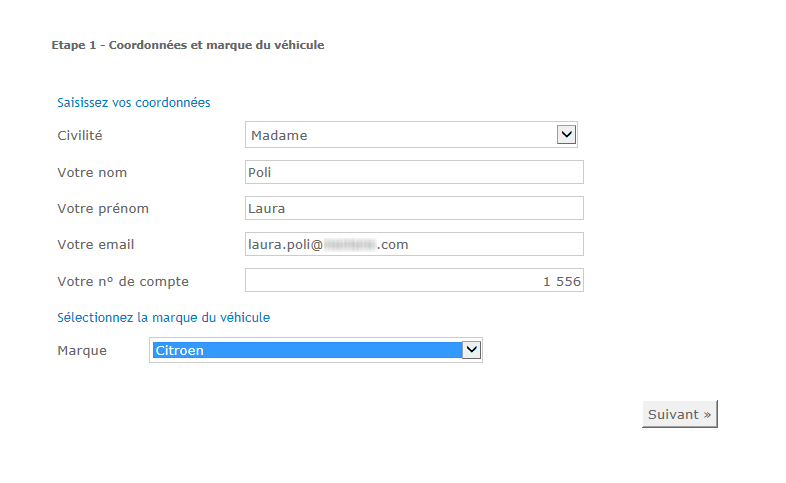 Etape 1 - Coordonnées et marque du véhicule
Saisissez vos coordonnées
Civilité Madame
Votre nom Poli
Votre prénom Laura
Votre email laura.poli@ .com
Votre n° de compte 1 556
Sélectionnez la marque du véhicule
Marque Citroen
Suivant »